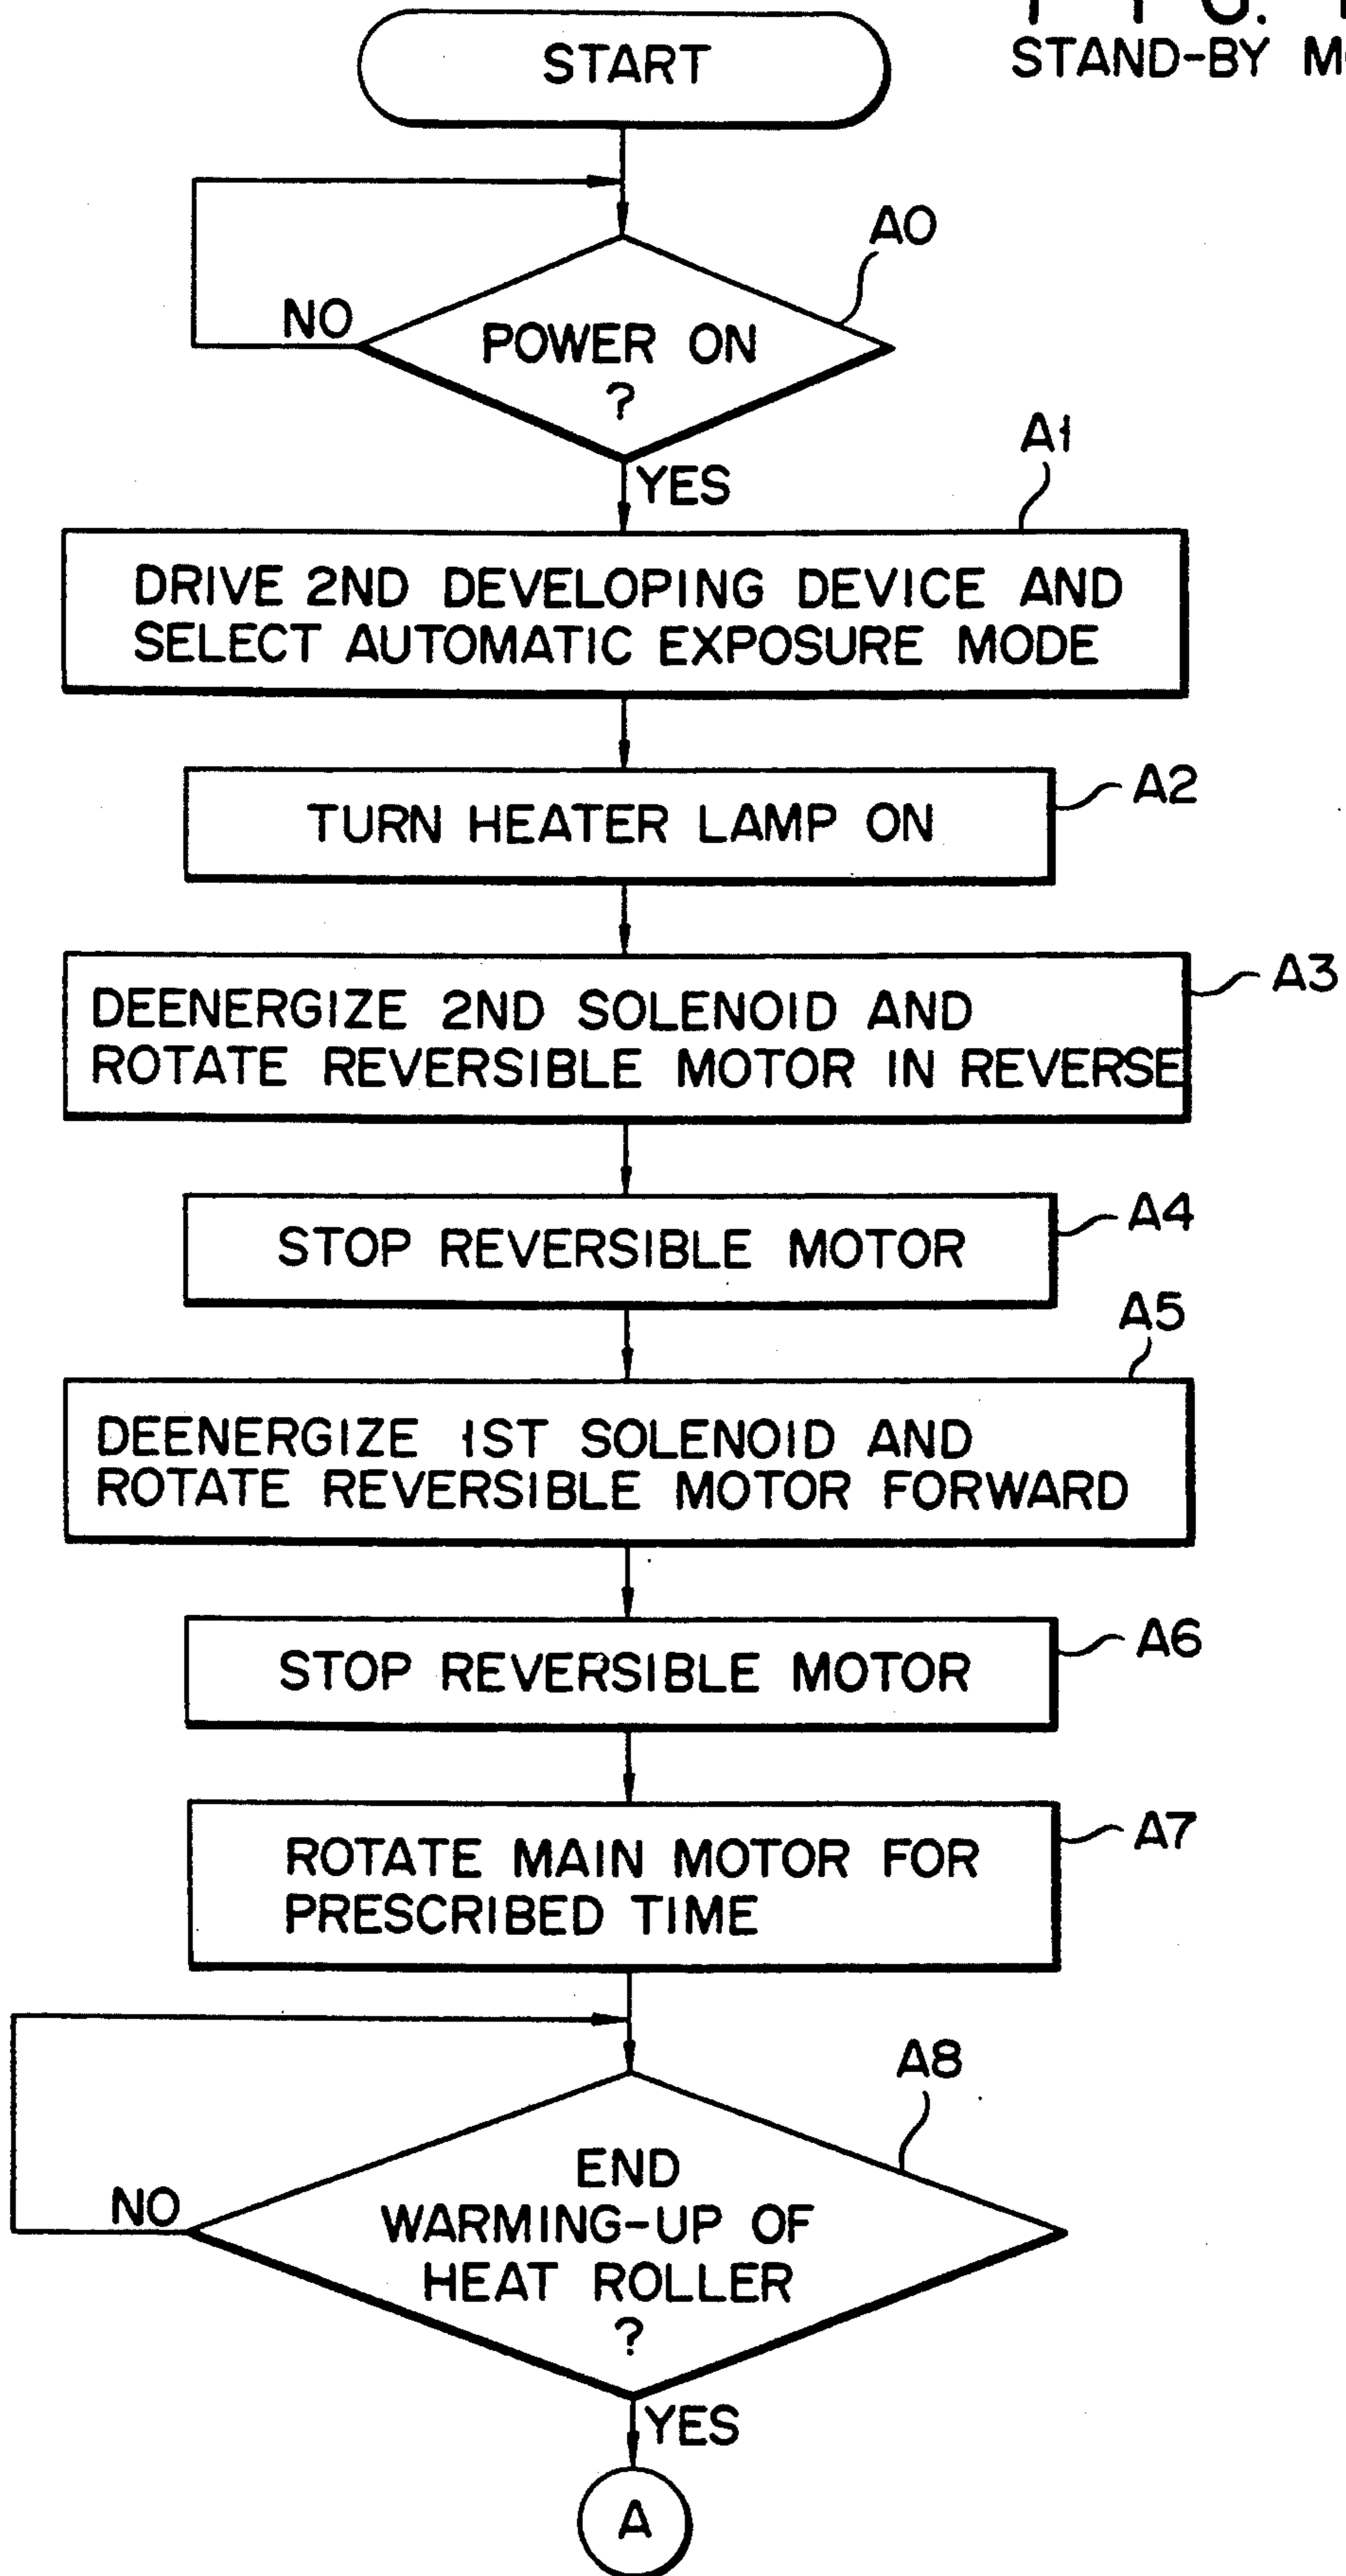 START
FIG.
STAND-BY
A0
NO
POWER ON
?
YES
A1
DRIVE 2ND DEVELOPING DEVICE AND
SELECT AUTOMATIC EXPOSURE MODE
TURN HEATER LAMP ON
A2
DEENERGIZE 2ND SOLENOID AND
ROTATE REVERSIBLE MOTOR IN REVERSE
A3
STOP REVERSIBLE MOTOR
A4
A5
DEENERGIZE 1ST SOLENOID AND
ROTATE REVERSIBLE MOTOR FORWARD
STOP REVERSIBLE MOTOR
A6
ROTATE MAIN MOTOR FOR
PRESCRIBED TIME
A7
A8
NO
END
WARMING-UP OF
HEAT ROLLER
?
YES
A